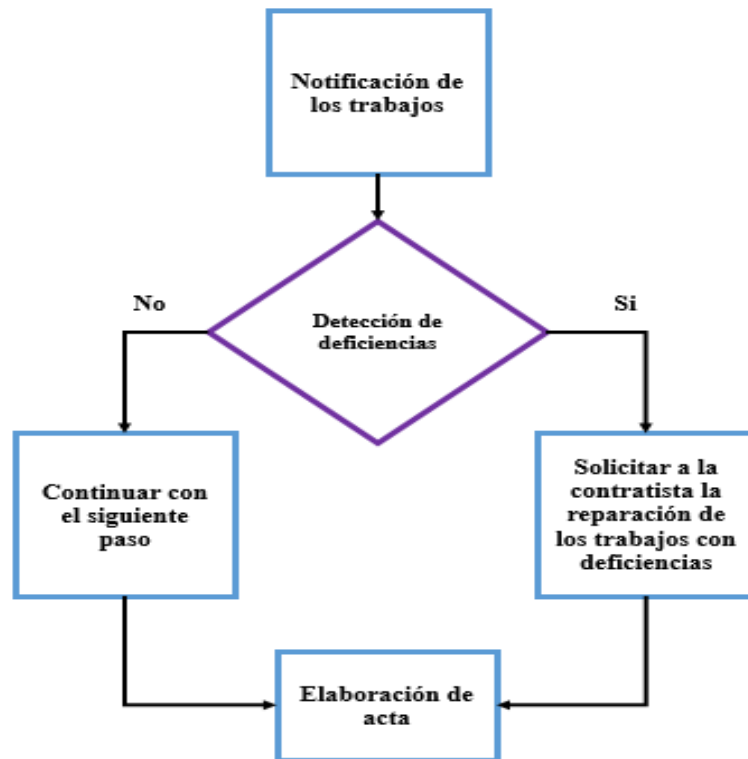 Notificación de
los trabajos
No
Si
Detección de
deficiencias
Continuar con
el siguiente
paso
Solicitar a la
contratista la
reparación de
los trabajos con
deficiencias
Elaboración de
acta